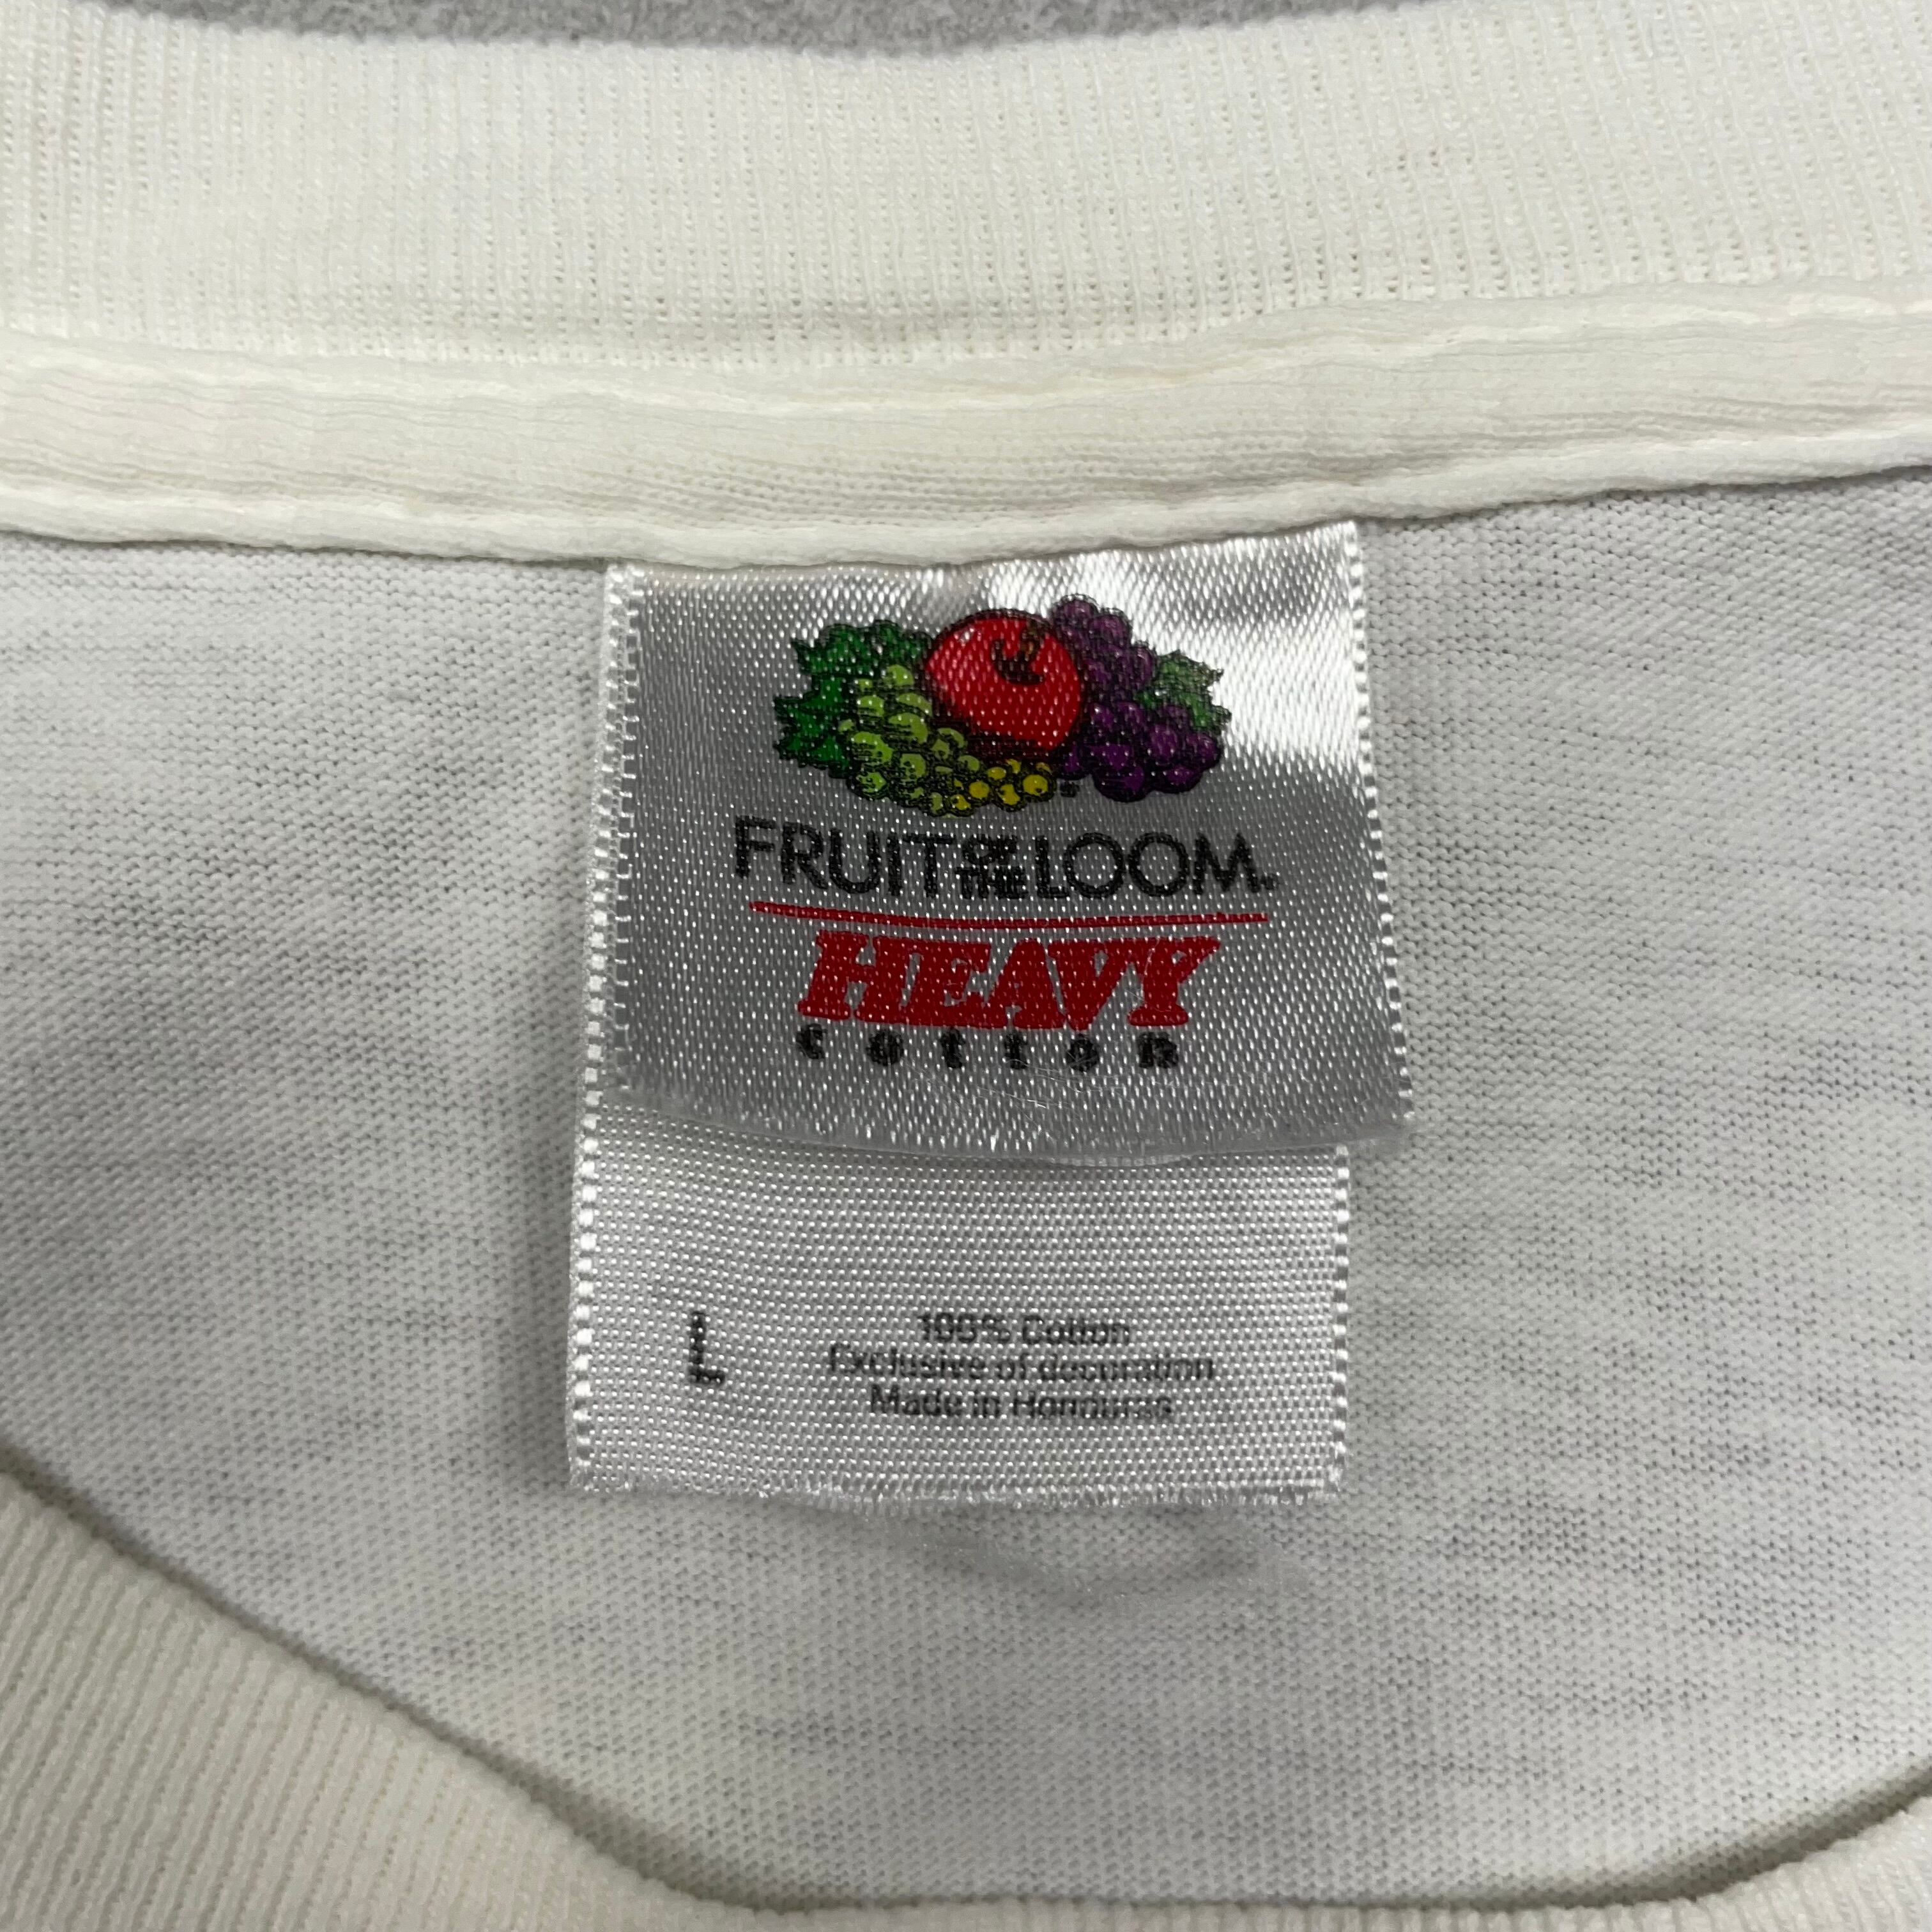 FRUIT OF THE LOOM®
HEAVY
cotton
L
100% Cotton
Exclusive of decoration
Made in Honduras